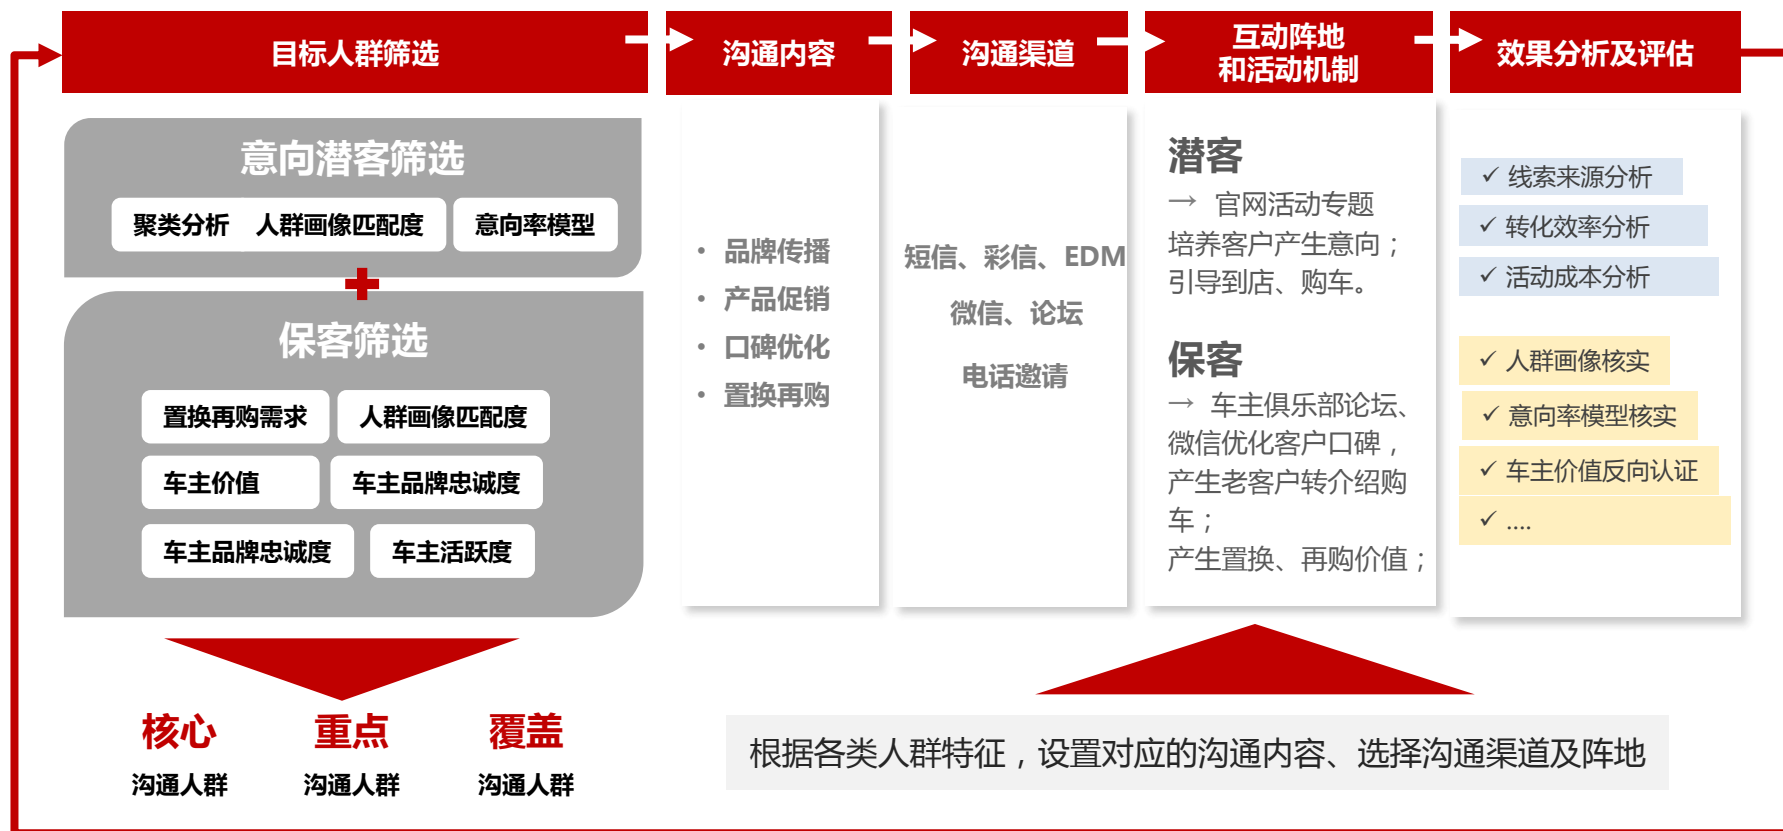 目标人群筛选
沟通内容
沟通渠道
互动阵地
和活动机制
效果分析及评估
意向潜客筛选
聚类分析
人群画像匹配度
意向率模型
保客筛选
置换再购需求
人群画像匹配度
车主价值
车主品牌忠诚度
车主品牌忠诚度
车主活跃度
核心
沟通人群
重点
沟通人群
覆盖
沟通人群
• 品牌传播
• 产品促销
• 口碑优化
• 置换再购
短信、彩信、EDM
微信、论坛
电话邀请
潜客
→ 官网活动专题
培养客户产生意向；
引导到店、购车。
保客
→ 车主俱乐部论坛、
微信优化客户口碑，
产生老客户转介绍购
车；
产生置换、再购价值；
✓ 线索来源分析
✓ 转化效率分析
✓ 活动成本分析
✓ 人群画像核实
✓ 意向率模型核实
✓ 车主价值反向认证
✓ ....
根据各类人群特征，设置对应的沟通内容、选择沟通渠道及阵地